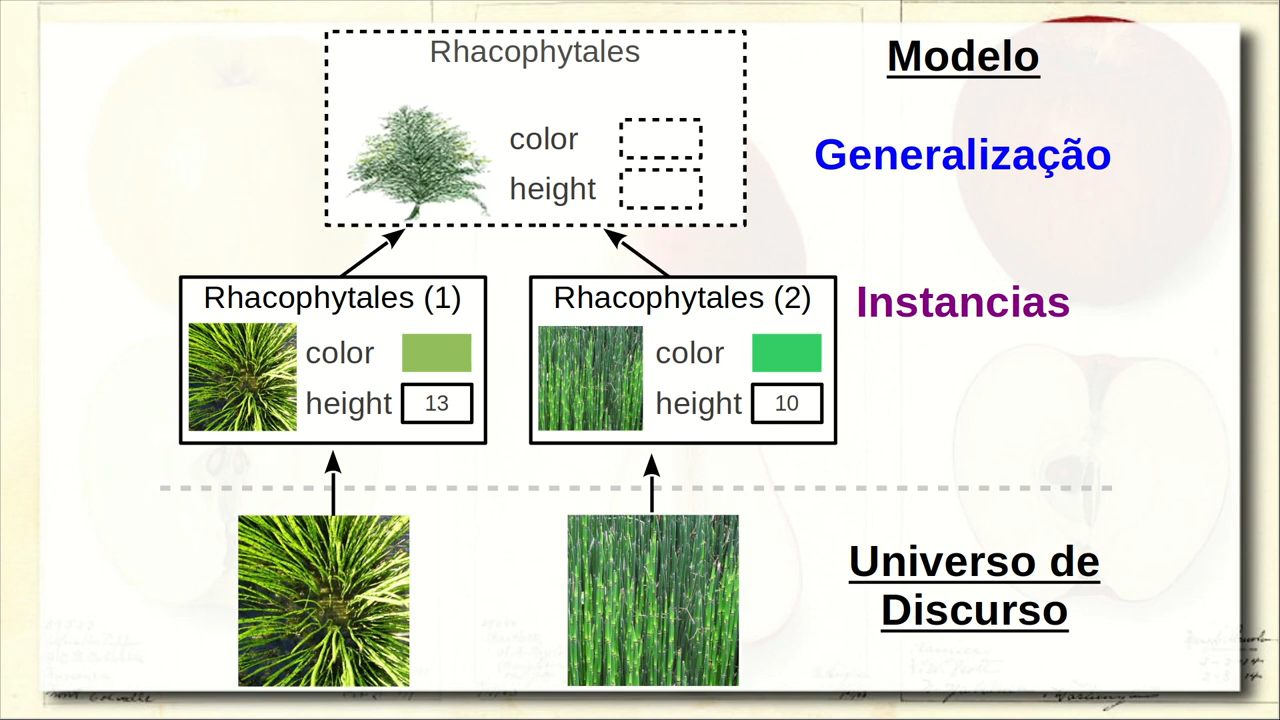 Rhacophytales
Modelo
color
height
Generalização
Rhacophytales (1)
color
height 13
Rhacophytales (2)
color
height 10
Instancias
Universo de
Discurso